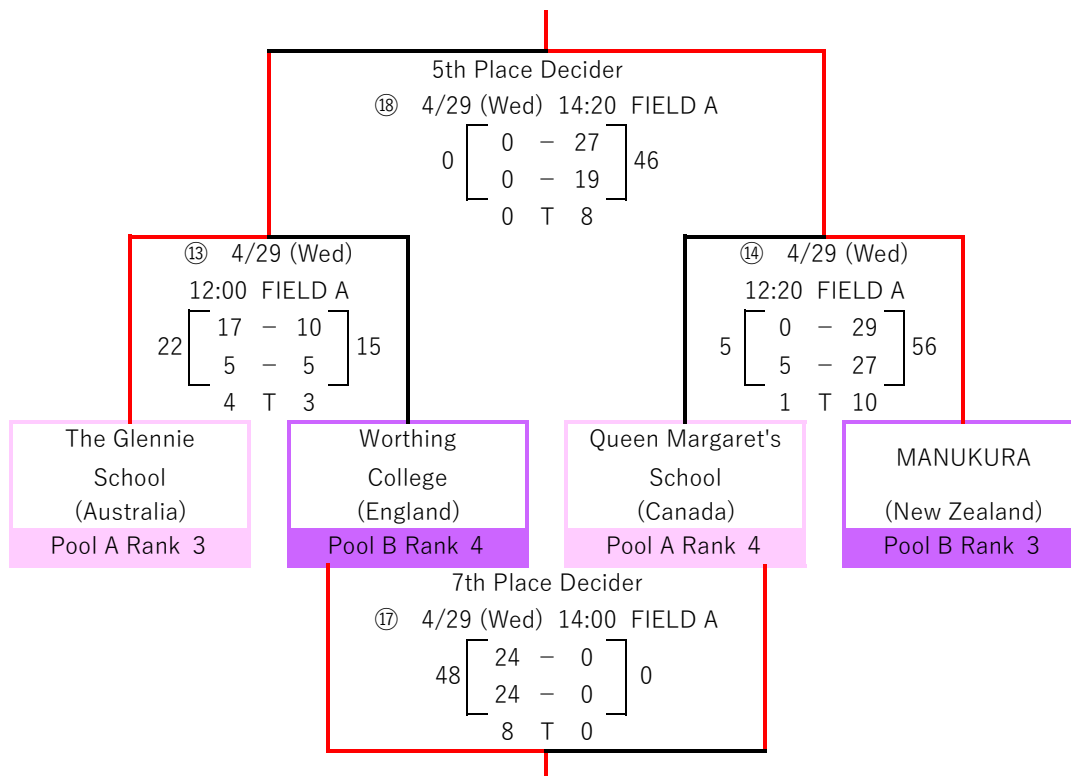 5th Place Decider
⑱ 4/29 (Wed) 14:20 FIELD A
0 － 27
0 46
0 － 19
0 T 8
⑬ 4/29 (Wed)
12:00 FIELD A
17 － 10
22 15
5 － 5
4 T 3
⑭ 4/29 (Wed)
12:20 FIELD A
0 － 29
5 56
5 － 27
1 T 10
The Glennie
School
(Australia)
Pool A Rank 3
Worthing
College
(England)
Pool B Rank 4
Queen Margaret's
School
(Canada)
Pool A Rank 4
MANUKURA
(New Zealand)
Pool B Rank 3
7th Place Decider
⑰ 4/29 (Wed) 14:00 FIELD A
24 － 0
48 0
24 － 0
8 T 0